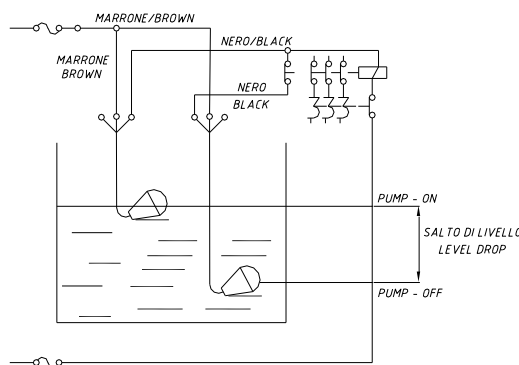 MARRONE/BROWN
NERO/BLACK
MARRONE
BROWN
NERO
BLACK
PUMP - ON
SALTO DI LIVELLO
LEVEL DROP
PUMP - OFF